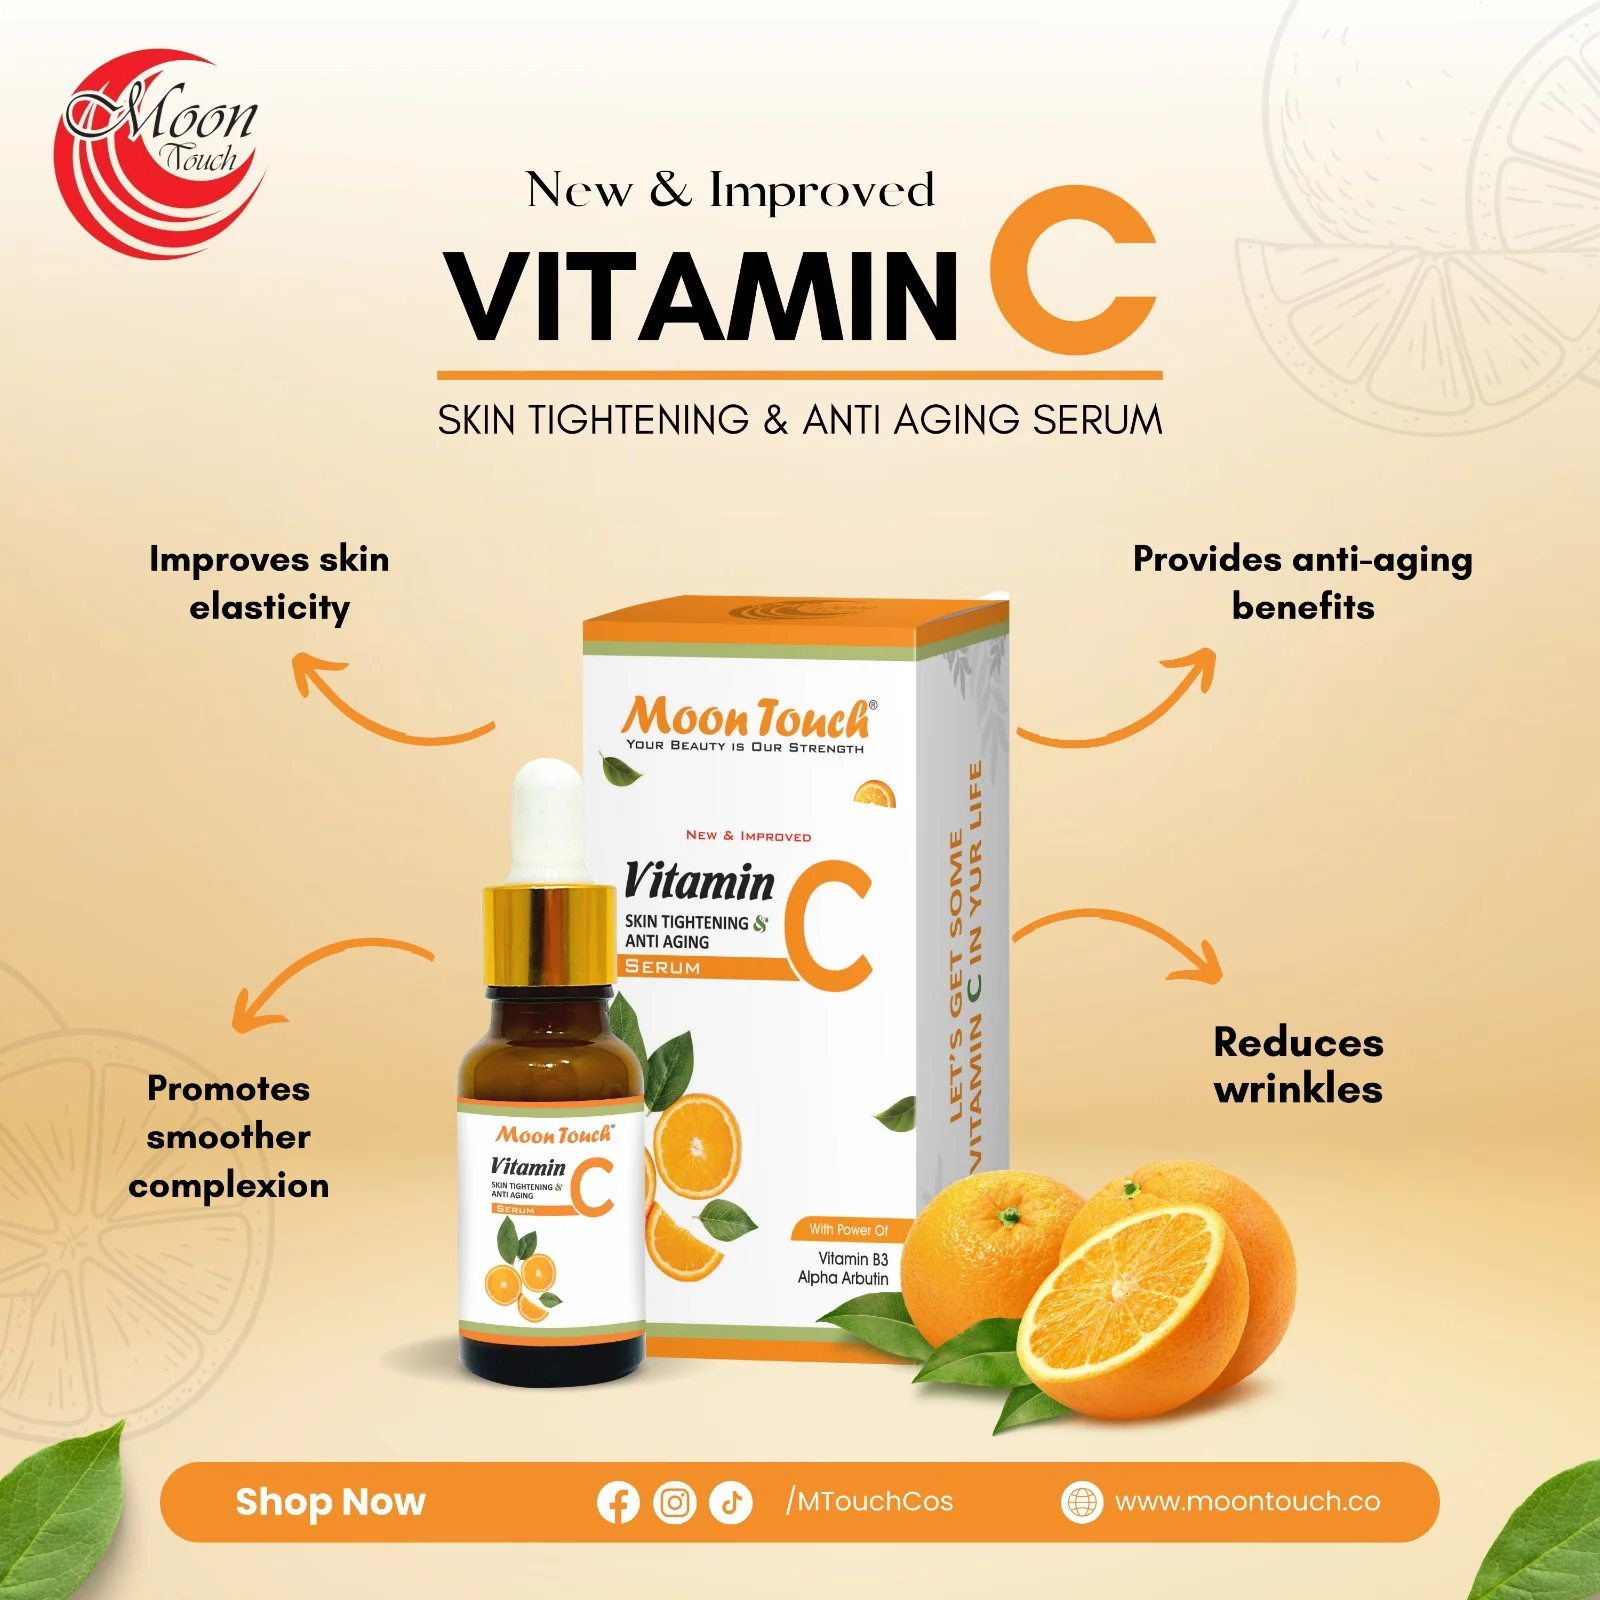 Moon
Touch
New & Improved
VITAMIN C
SKIN TIGHTENING & ANTI AGING SERUM
Improves skin
elasticity
Provides anti-aging
benefits
Moon Touch®
YOUR BEAUTY IS OUR STRENGTH
NEW & IMPROVED
Vitamin C
SKIN TIGHTENING &
ANTI AGING
SERUM
LET'S GET SOME
VITAMIN C IN YUR LIFE
Promotes
smoother
complexion
Reduces
wrinkles
Moon Touch®
Vitamin C
SKIN TIGHTENING &
ANTI AGING
SERUM
With Power Of
Vitamin B3
Alpha Arbutin
Shop Now
/MTouchCos
www.moontouch.co